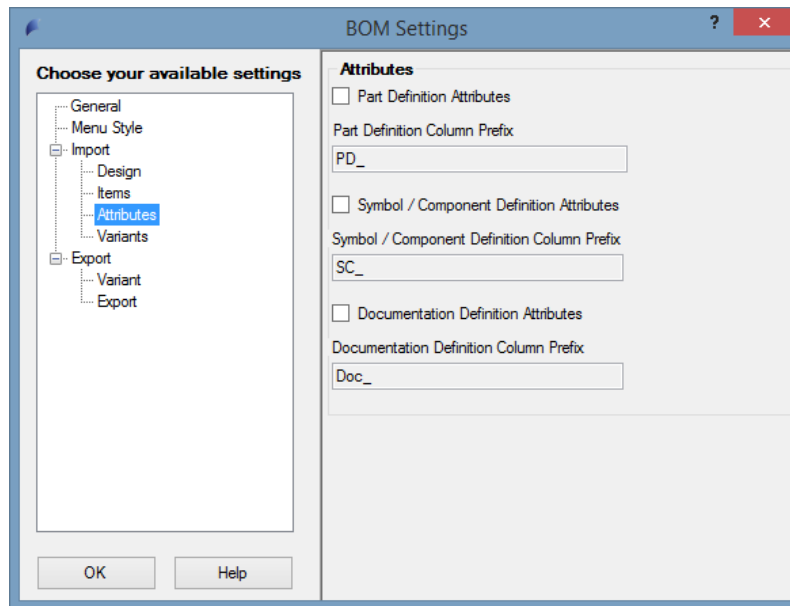 BOM Settings
?
Choose your available settings
General
Menu Style
Import
Design
Items
Attributes
Variants
Export
Variant
Export
OK
Help
Attributes
Part Definition Attributes
Part Definition Column Prefix
PD_
Symbol / Component Definition Attributes
Symbol / Component Definition Column Prefix
SC_
Documentation Definition Attributes
Documentation Definition Column Prefix
Doc_